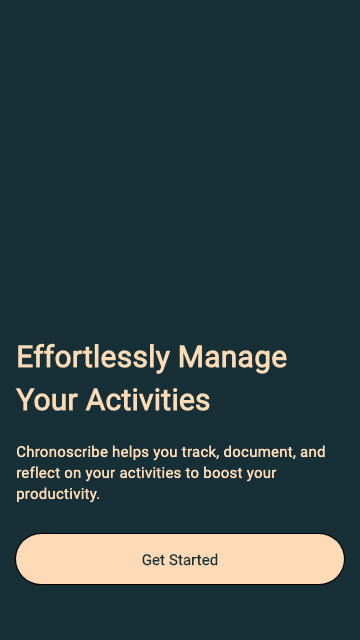 Effortlessly Manage
Your Activities
Chronoscribe helps you track, document, and
reflect on your activities to boost your
productivity.
Get Started